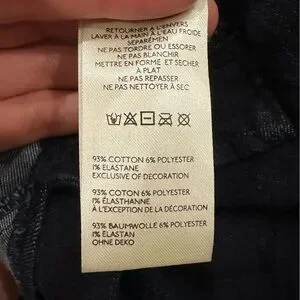 RETOURNER A L'ENVERS
LAVER À LA MAIN À L'EAU FROIDE
SÉPARÉMEN
NE PAS TORDRE OU ESSORER
NE PAS BLANCHIR
METTRE EN FORME ET SÉCHER
À PLAT
NE PAS REPASSER
NE PAS NETTOYER À SEC
93% COTTON 6% POLYESTER
1% ELASTANE
EXCLUSIVE OF DECORATION
93% COTON 6% POLYESTER
1% ÉLASTHANNE
À L'EXCEPTION DE LA DÉCORATION
93% BAUMWOLLE 6% POLYESTER
1% ELASTAN
OHNE DEKO